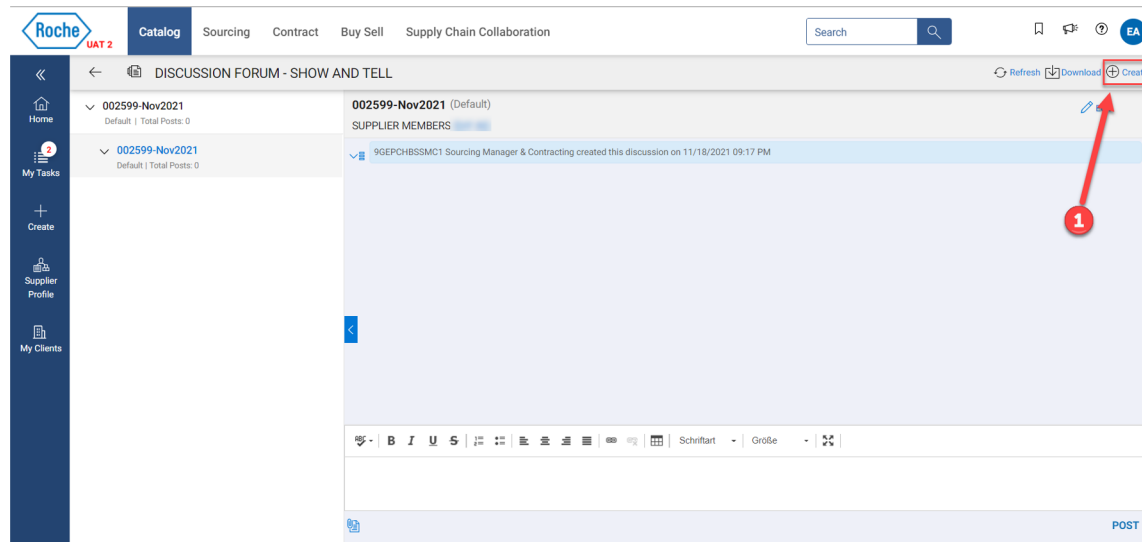 Roche
UAT 2
Catalog
Sourcing
Contract
Buy Sell
Supply Chain Collaboration
Search
EA
DISCUSSION FORUM - SHOW AND TELL
Refresh
Download
Creat
Home
2
My Tasks
Create
Supplier
Profile
My Clients
002599-Nov2021
Default | Total Posts: 0
002599-Nov2021
Default | Total Posts: 0
002599-Nov2021 (Default)
SUPPLIER MEMBERS
9GEPCHBSSMC1 Sourcing Manager & Contracting created this discussion on 11/18/2021 09:17 PM
1
ABC
B I U S
Schriftart
Größe
POST